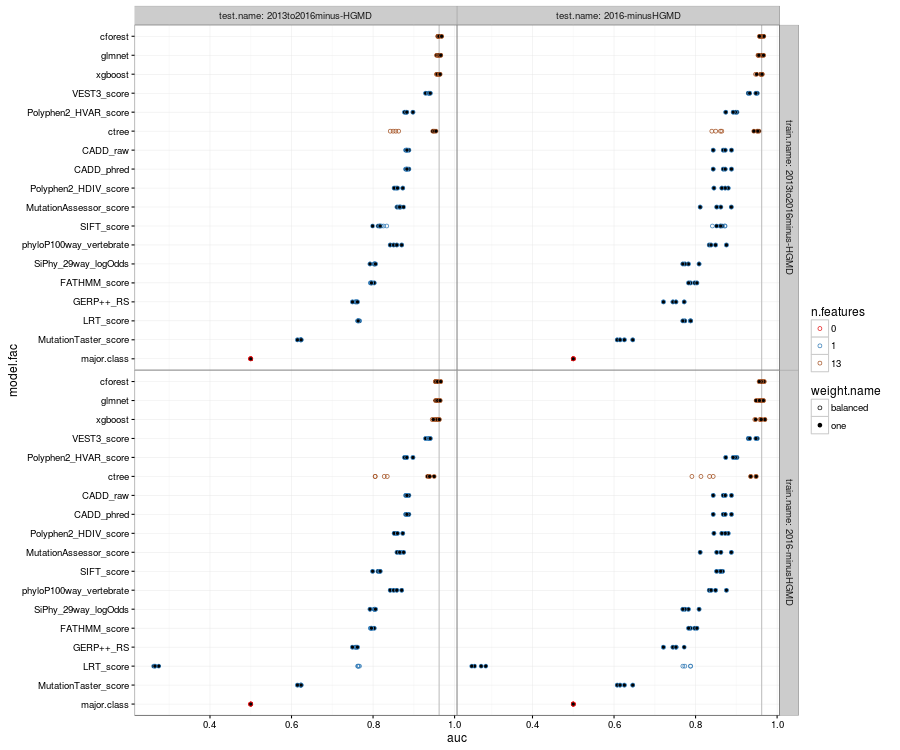 test.name: 2013to2016minus-HGMD
test.name: 2016-minusHGMD
cforest
glmnet
xgboost
VEST3_score
Polyphen2_HVAR_score
ctree
CADD_raw
CADD_phred
Polyphen2_HDIV_score
MutationAssessor_score
SIFT_score
phyloP100way_vertebrate
SiPhy_29way_logOdds
FATHMM_score
GERP++_RS
LRT_score
MutationTaster_score
major.class
train.name: 2013to2016minus-HGMD
cforest
glmnet
xgboost
VEST3_score
Polyphen2_HVAR_score
ctree
CADD_raw
CADD_phred
Polyphen2_HDIV_score
MutationAssessor_score
SIFT_score
phyloP100way_vertebrate
SiPhy_29way_logOdds
FATHMM_score
GERP++_RS
LRT_score
MutationTaster_score
major.class
train.name: 2016-minusHGMD
model.fac
0.4 0.6 0.8 1.0
0.4 0.6 0.8 1.0
auc
n.features
0
1
13
weight.name
balanced
one